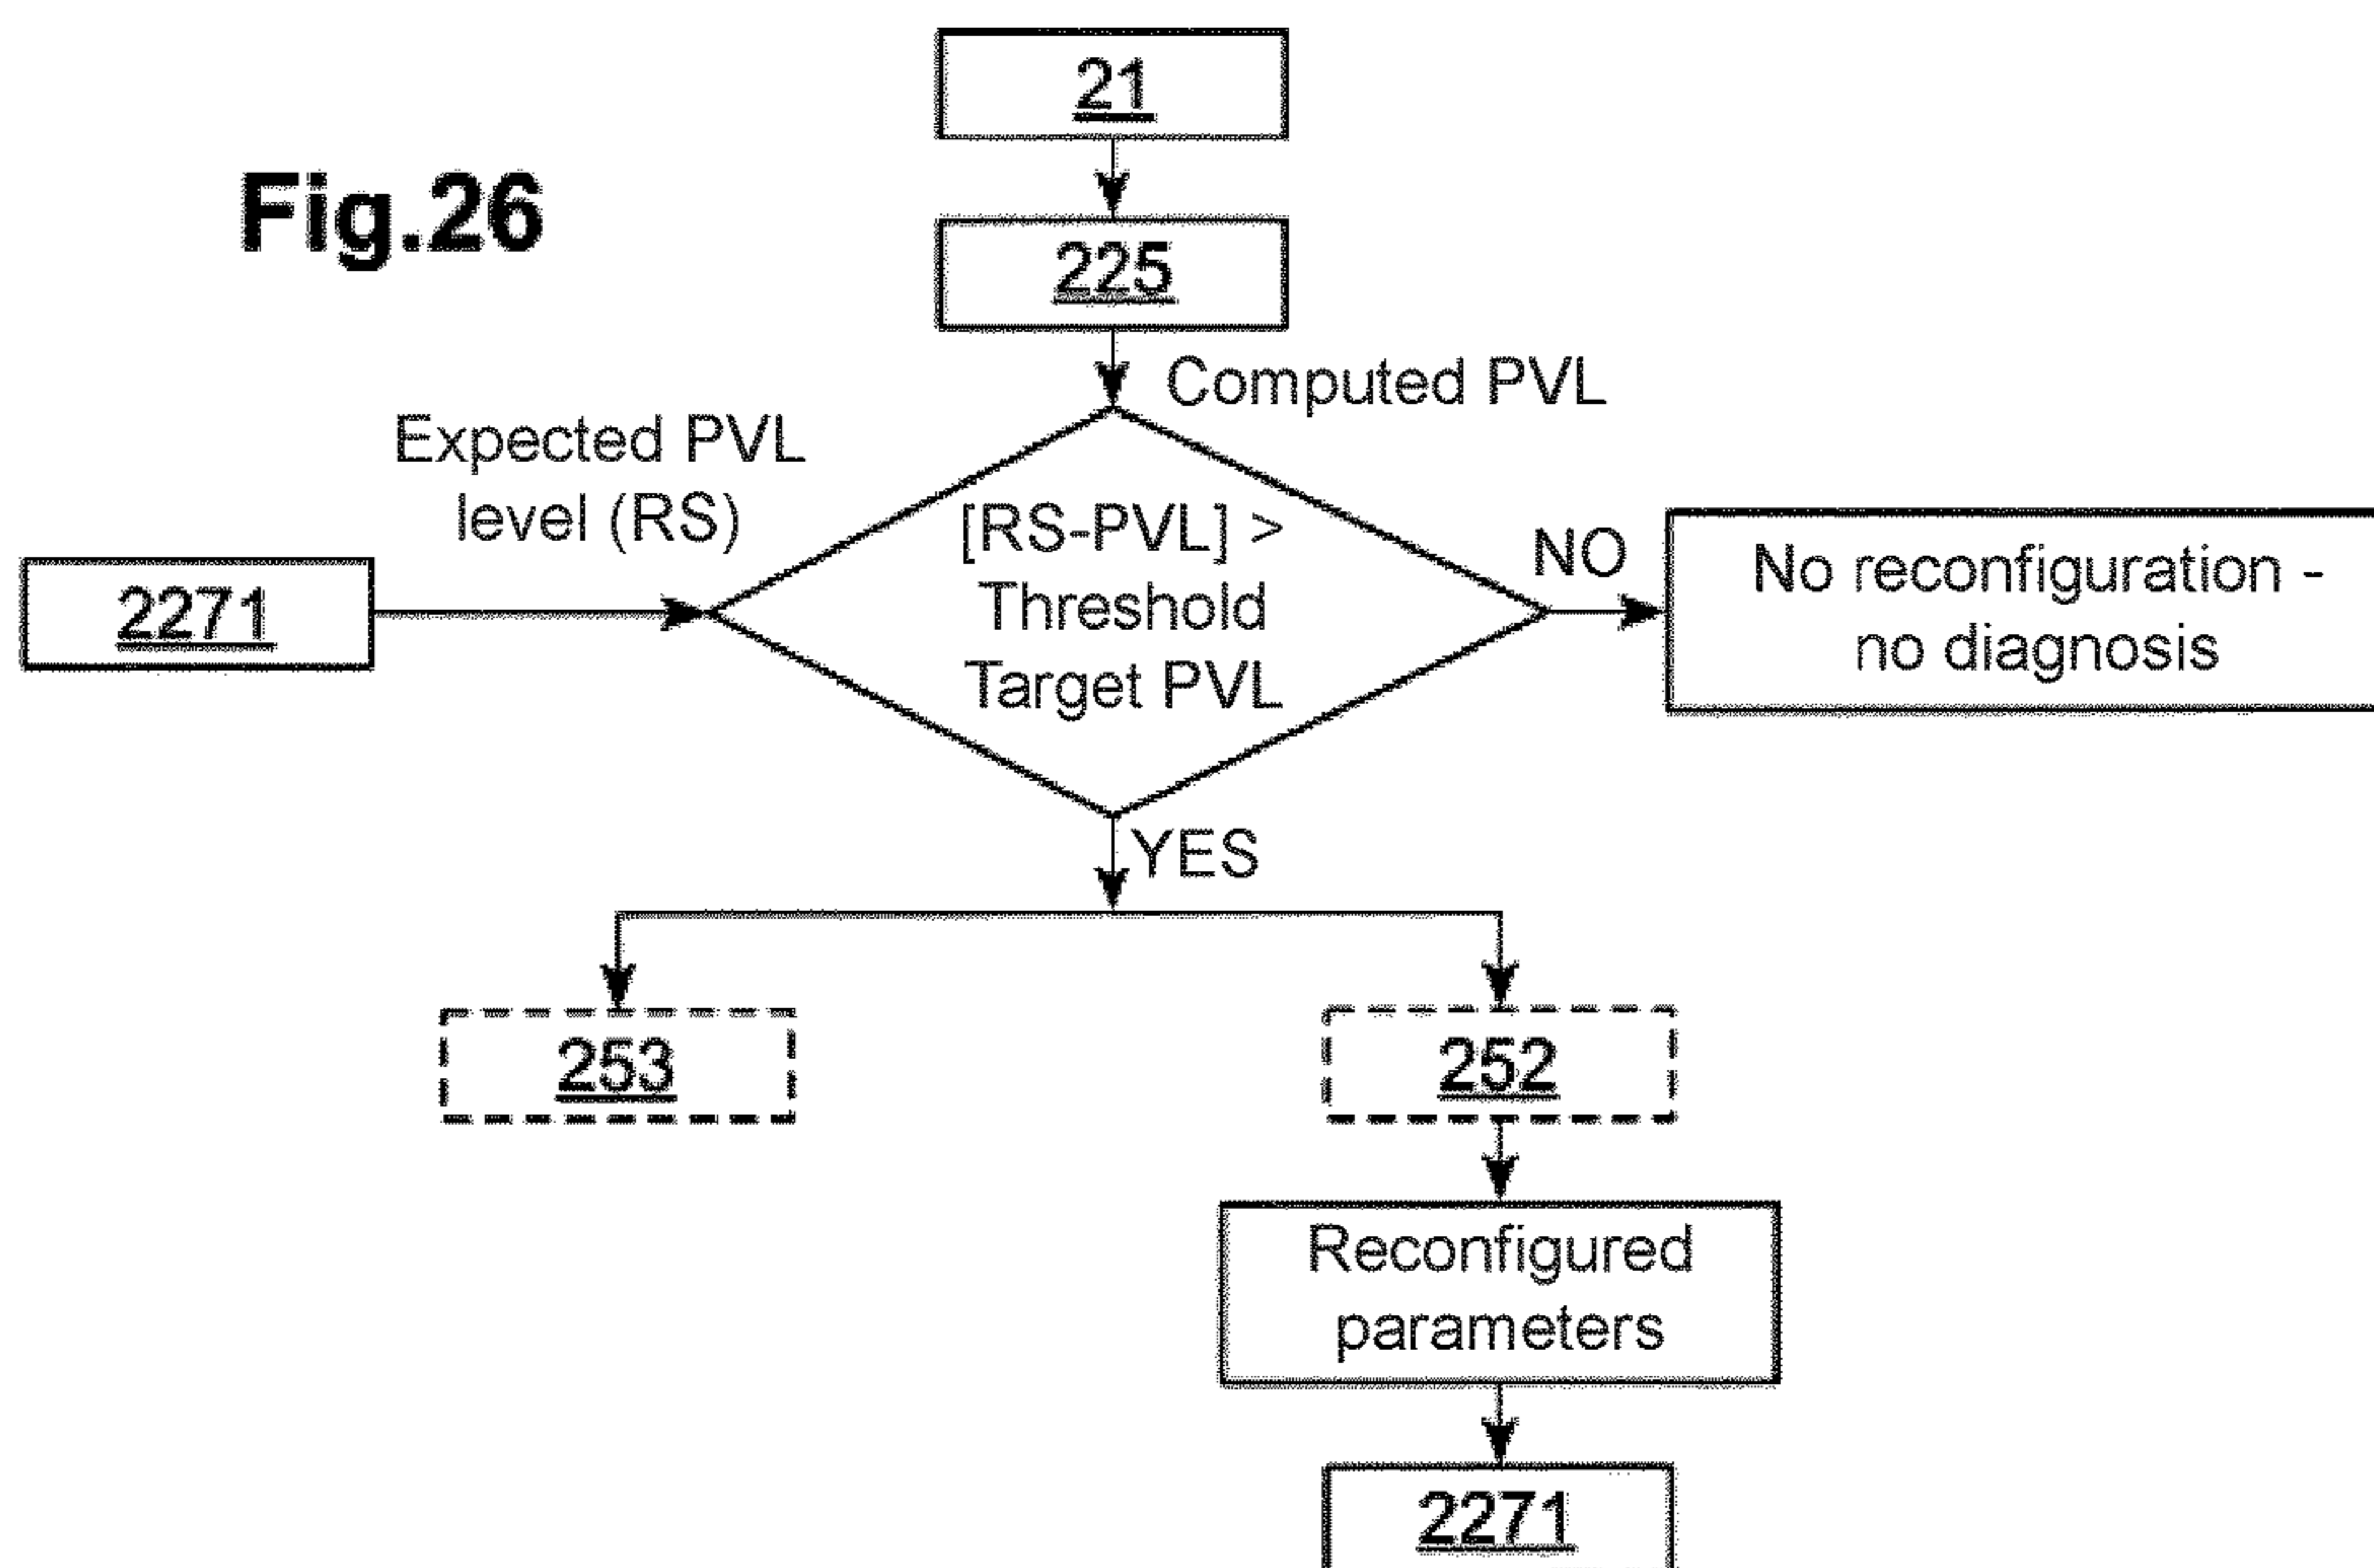 21
Fig.26
225
Computed PVL
Expected PVL
level (RS)
[RS-PVL] >
Threshold
Target PVL
NO
No reconfiguration -
no diagnosis
2271
YES
253
252
Reconfigured
parameters
2271